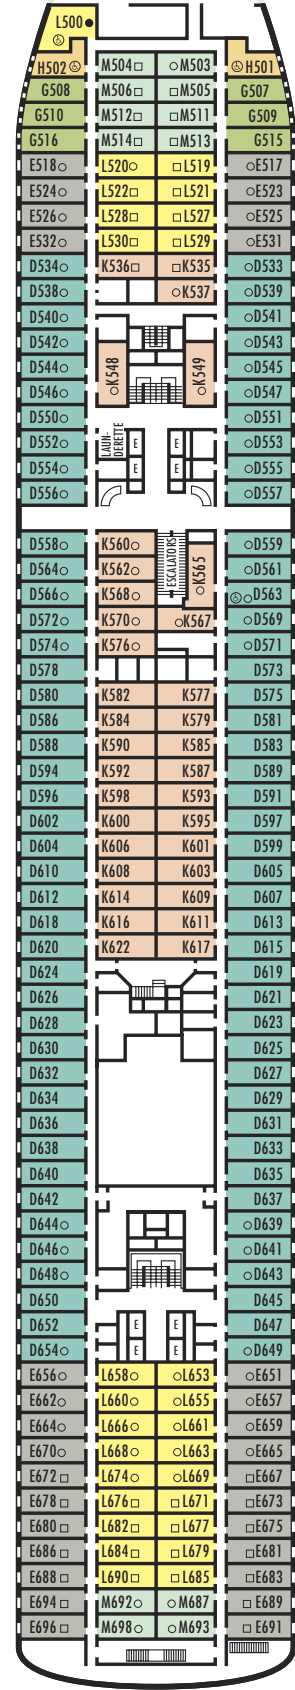 L500
H502 M504 M503 H501
G508 M506 M505 G507
G510 M512 M511 G509
G516 M514 M513 G515
E518 L520 L519 E517
E524 L522 L521 E523
E526 L528 L527 E525
E532 L530 L529 E531
D534 K536 K535 D533
D538 K537 D539
D540 D541
D542 D543
D544 K548 K549 D545
D546 D547
D550 D551
D552 LAUN- E E D553
DERETTE
D554 E E D555
D556 D557
D558 K560 ESCALATORS K565 D559
D564 K562 D561
D566 K568 D563
D572 K570 K567 D569
D574 K576 D571
D578 D573
D580 K582 K577 D575
D586 K584 K579 D581
D588 K590 K585 D583
D594 K592 K587 D589
D596 K598 K593 D591
D602 K600 K595 D597
D604 K606 K601 D599
D610 K608 K603 D605
D612 K614 K609 D607
D618 K616 K611 D613
D620 K622 K617 D615
D624 D619
D626 D621
D628 D623
D630 D625
D632 D627
D634 D629
D636 D631
D638 D633
D640 D635
D642 D637
D644 D639
D646 D641
D648 D643
D650 D645
D652 E E D647
D654 E E D649
E656 L658 L653 E651
E662 L660 L655 E657
E664 L666 L661 E659
E670 L668 L663 E665
E672 L674 L669 E667
E678 L676 L671 E673
E680 L682 L677 E675
E686 L684 L679 E681
E688 L690 L685 E683
E694 M692 M687 E689
E696 M698 M693 E691